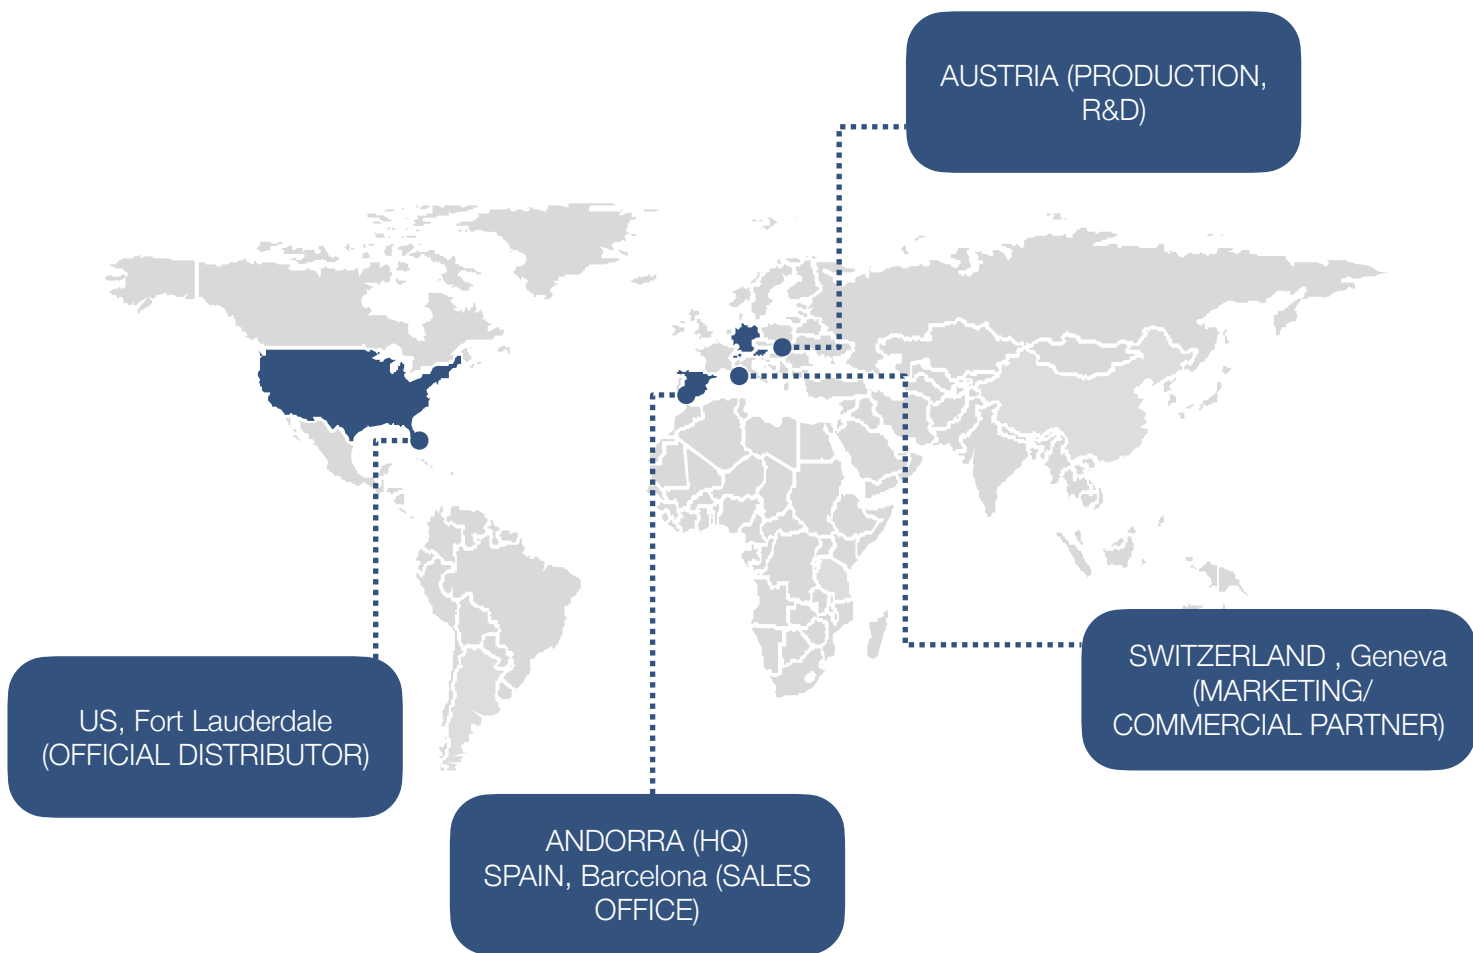 AUSTRIA (PRODUCTION,
R&D)
SWITZERLAND , Geneva
(MARKETING/
COMMERCIAL PARTNER)
US, Fort Lauderdale
(OFFICIAL DISTRIBUTOR)
ANDORRA (HQ)
SPAIN, Barcelona (SALES
OFFICE)